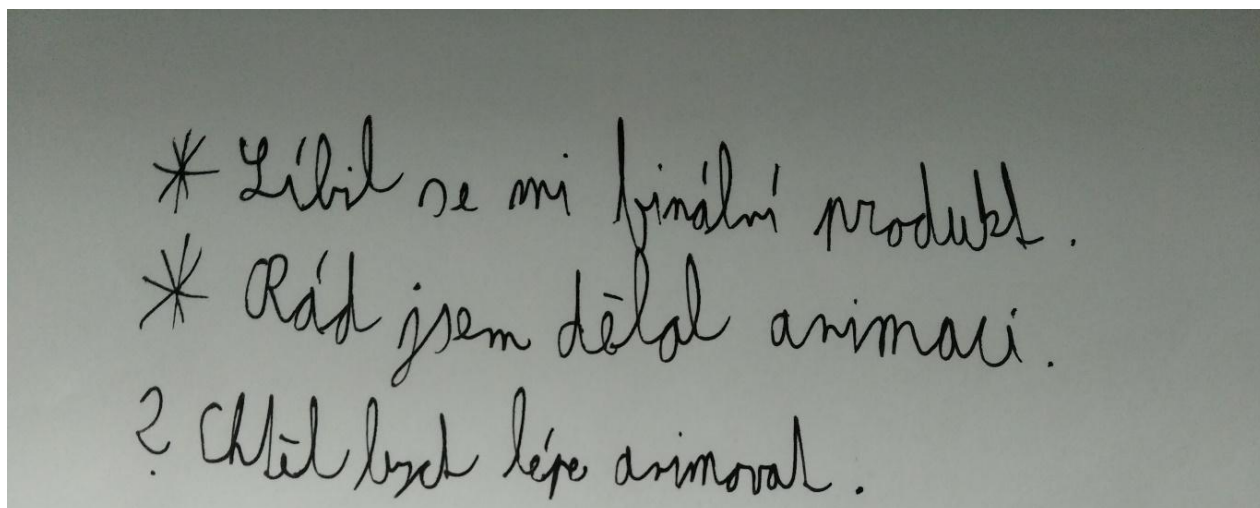 * Líbil se mi finální produkt.
* Rád jsem dělal animaci.
? Chtěl bych lépe animovat.